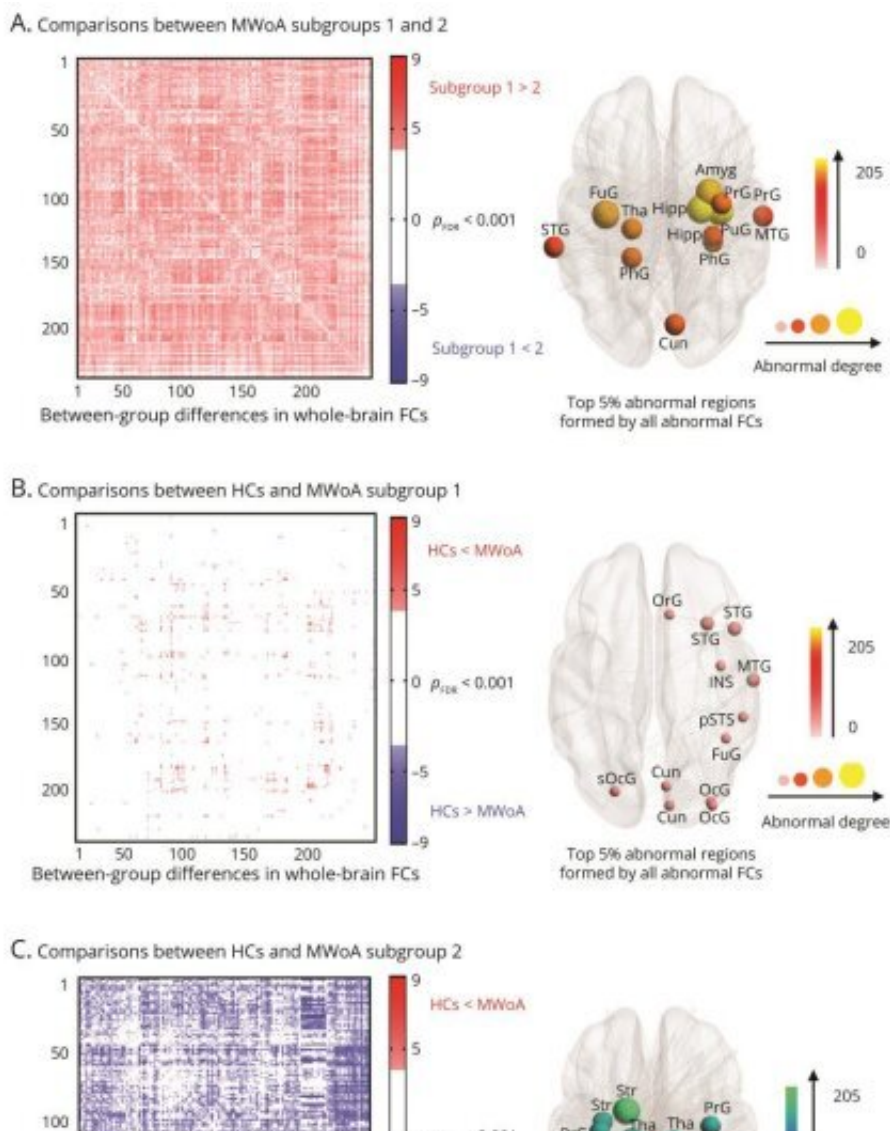 A. Comparisons between MWoA subgroups 1 and 2
1
50
100
150
200
1 50 100 150 200
Between-group differences in whole-brain FCs
9
5
0
−5
−9
Subgroup 1 > 2
pFDR < 0.001
Subgroup 1 < 2
Amyg
FuG
PrG PrG
Tha Hipp
STG
Hipp PuG MTG
PhG PhG
Cun
205
0
Abnormal degree
Top 5% abnormal regions
formed by all abnormal FCs
B. Comparisons between HCs and MWoA subgroup 1
1
50
100
150
200
1 50 100 150 200
Between-group differences in whole-brain FCs
9
5
0
−5
−9
HCs < MWoA
pFDR < 0.001
HCs > MWoA
OrG
STG
STG
MTG
INS
pSTS
FuG
sOcG Cun
OcG
Cun OcG
205
0
Abnormal degree
Top 5% abnormal regions
formed by all abnormal FCs
C. Comparisons between HCs and MWoA subgroup 2
1
50
100
9
5
HCs < MWoA
Str
Str PrG
Tha Tha
205